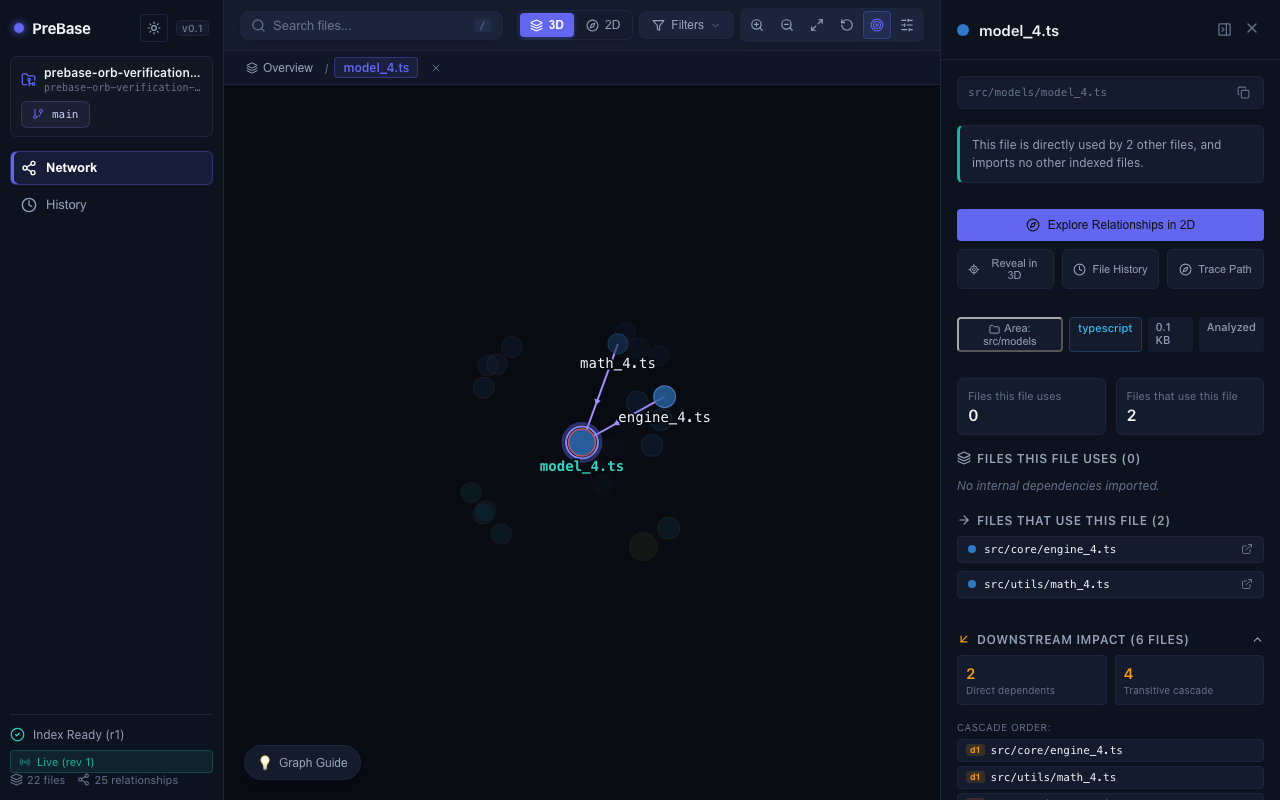 PreBase
v0.1
prebase-orb-verification...
prebase-orb-verification-...
main
Network
History
Index Ready (r1)
Live (rev 1)
22 files
25 relationships
Search files...
/
3D
2D
Filters
Overview
/
model_4.ts
math_4.ts
engine_4.ts
model_4.ts
Graph Guide
model_4.ts
src/models/model_4.ts
This file is directly used by 2 other files, and
imports no other indexed files.
Explore Relationships in 2D
Reveal in
3D
File History
Trace Path
Area:
src/models
typescript
0.1
KB
Analyzed
Files this file uses
0
Files that use this file
2
FILES THIS FILE USES (0)
No internal dependencies imported.
FILES THAT USE THIS FILE (2)
src/core/engine_4.ts
src/utils/math_4.ts
DOWNSTREAM IMPACT (6 FILES)
2
Direct dependents
4
Transitive cascade
CASCADE ORDER:
d1 src/core/engine_4.ts
d1 src/utils/math_4.ts